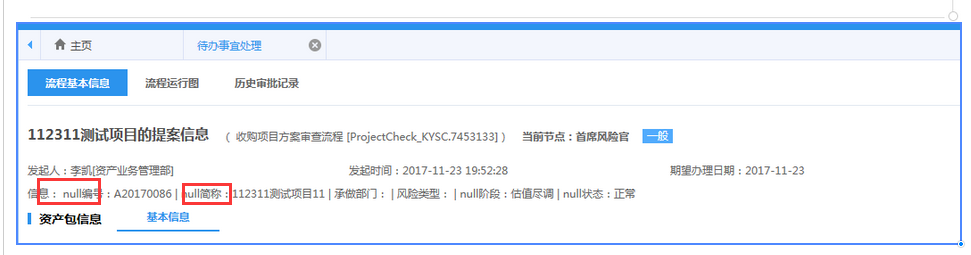 主页 待办事宜处理
流程基本信息 流程运行图 历史审批记录
112311测试项目的提案信息 ( 收购项目方案审查流程 [ProjectCheck_KYSC.7453133] ) 当前节点：首席风险官 一般
发起人：李凯[资产业务管理部] 发起时间：2017-11-23 19:52:28 期望办理日期：2017-11-23
信息： null编号：A20170086 | null简称：112311测试项目11 | 承做部门： | 风险类型： | null阶段：估值尽调 | null状态：正常
资产包信息 基本信息